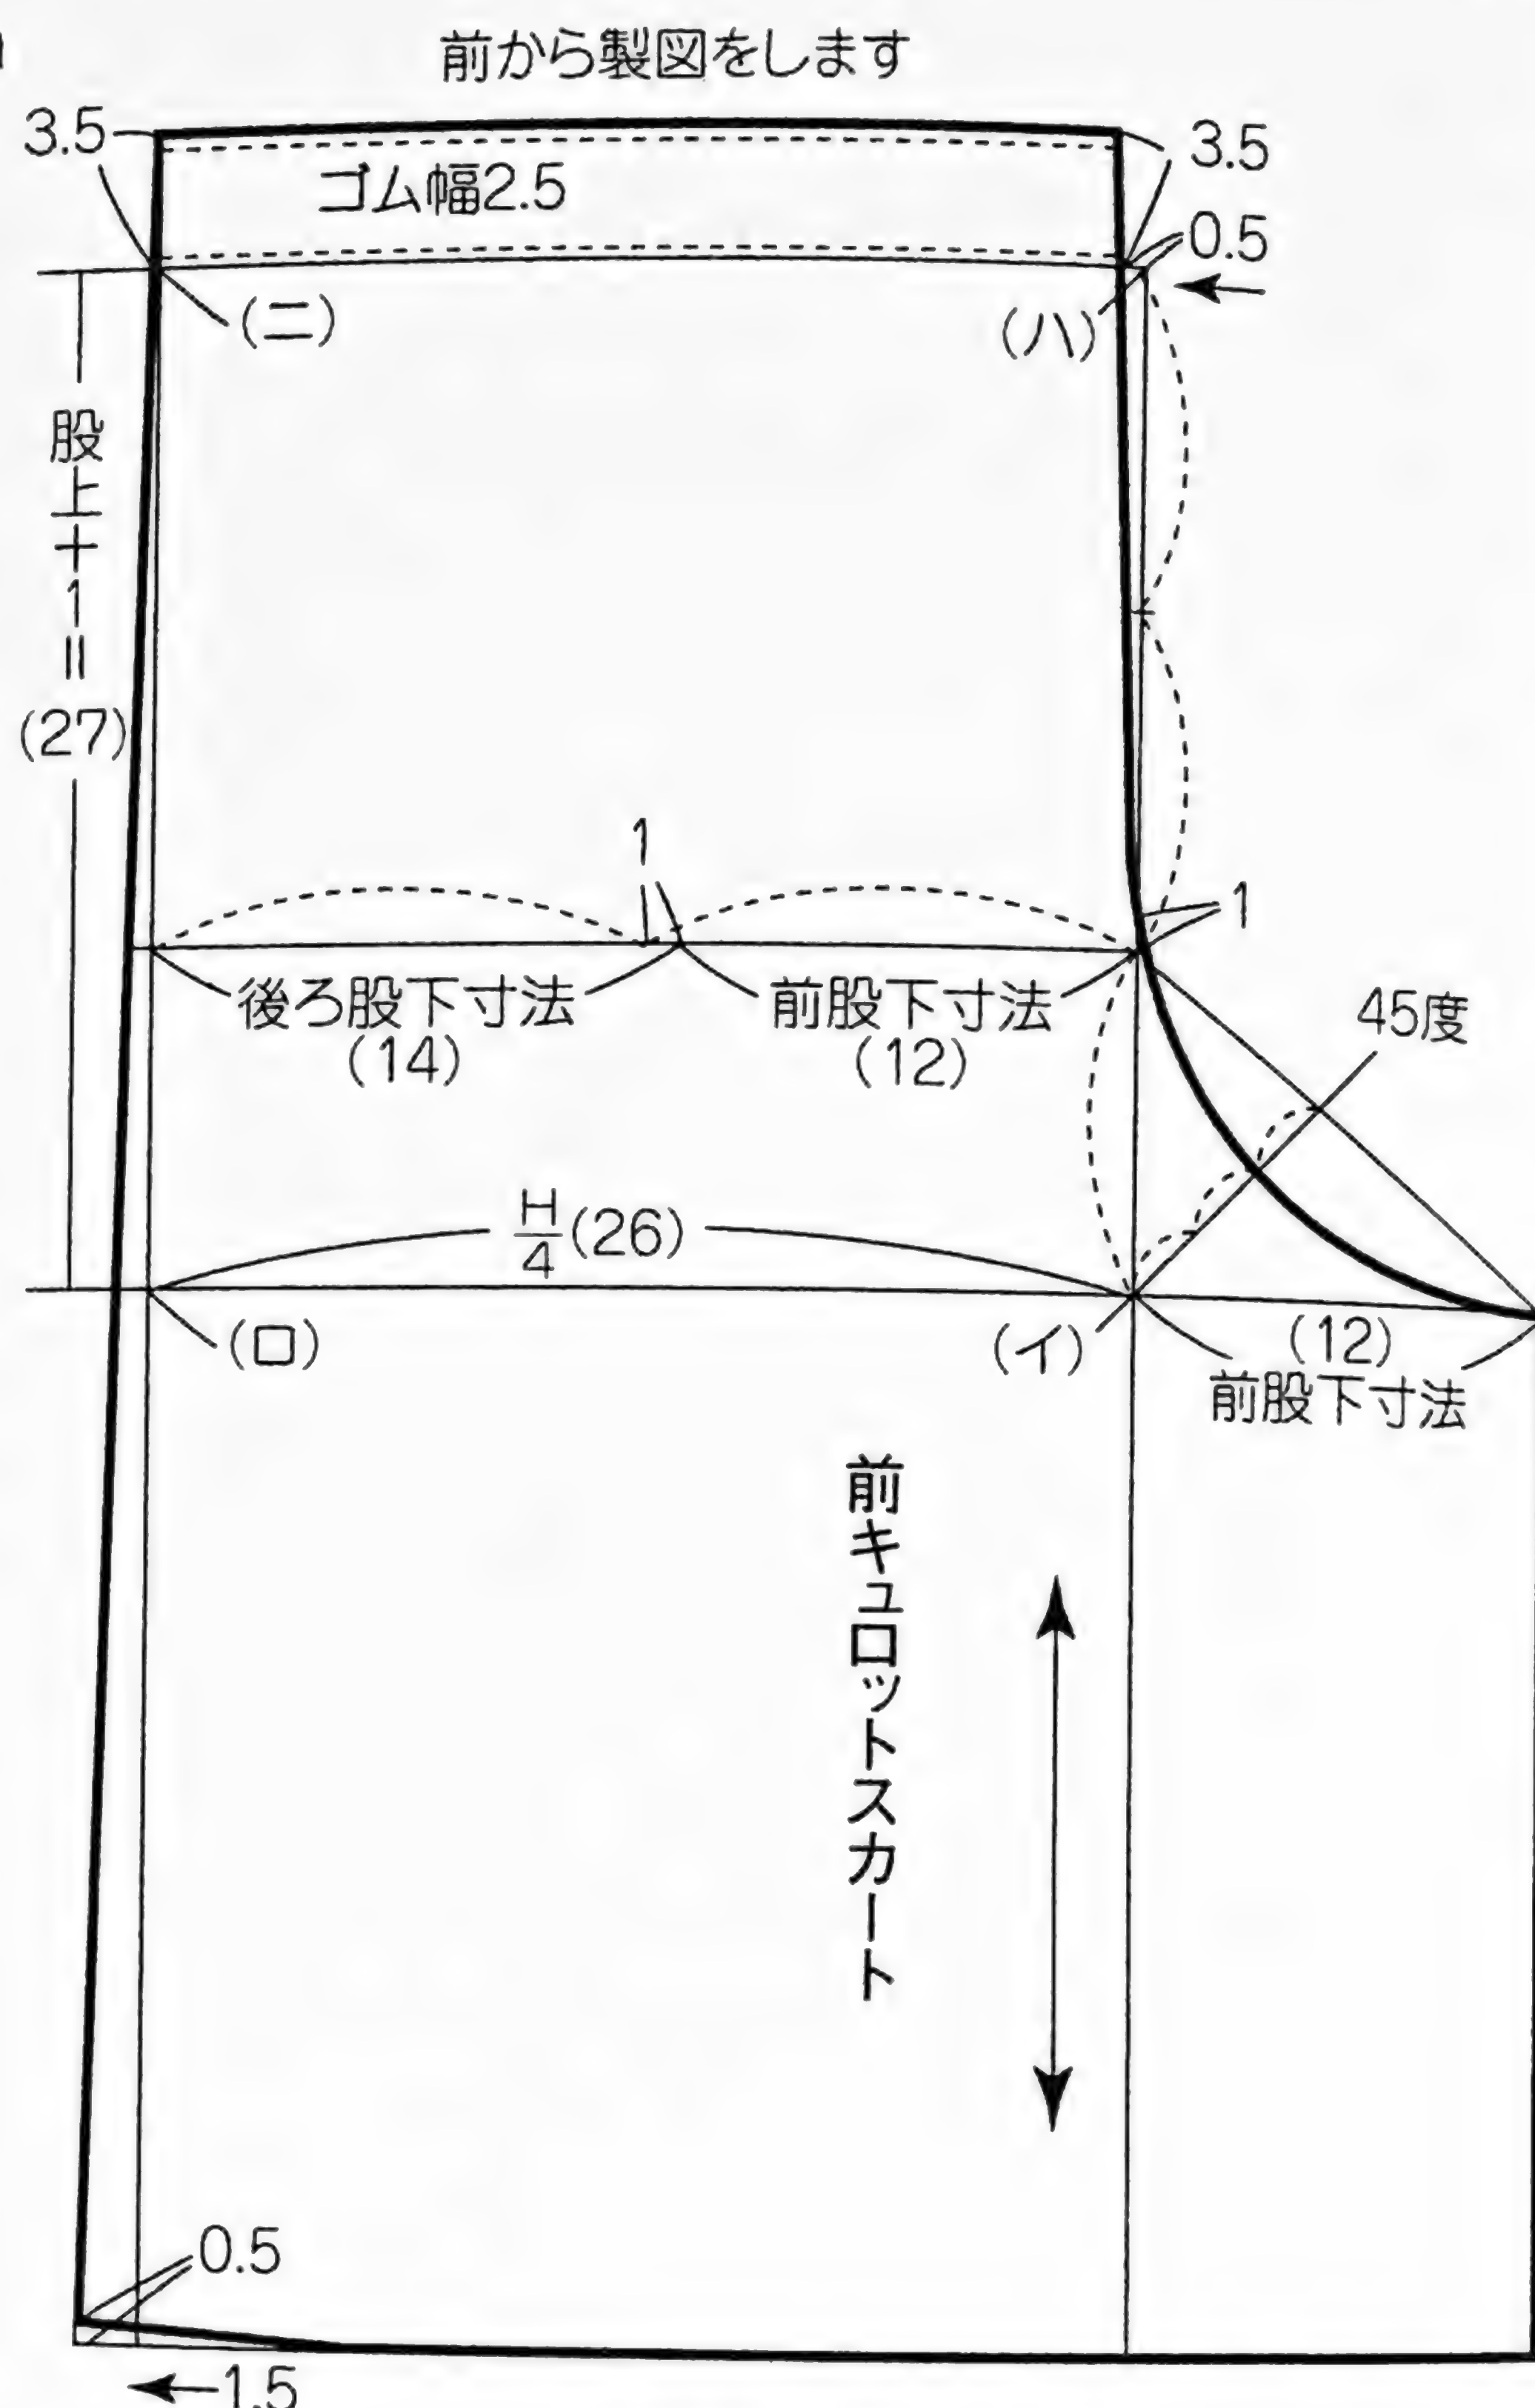 前から製図をします
3.5
3.5
ゴム幅2.5
0.5
(ニ)
(ハ)
股上+1=
(27)
1
1
後ろ股下寸法
(14)
前股下寸法
(12)
45度
H/4(26)
(ロ)
(イ)
(12)
前股下寸法
前キュロットスカート
0.5
1.5